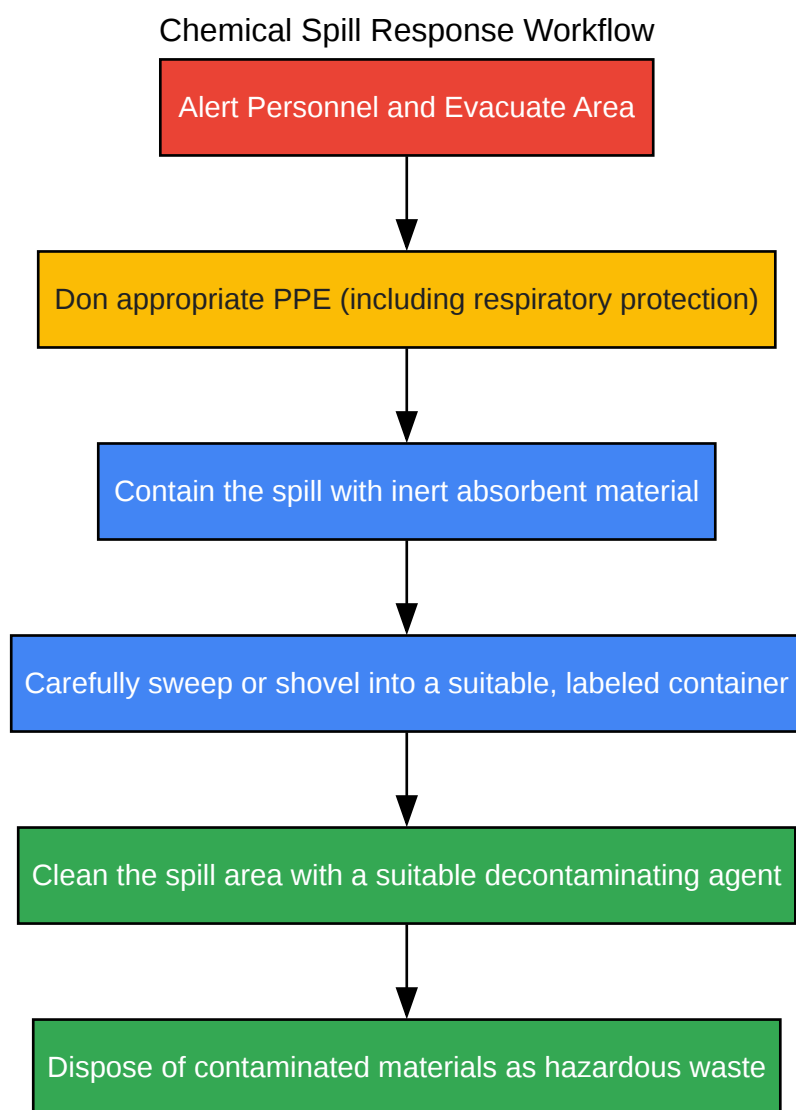 Chemical Spill Response Workflow
Alert Personnel and Evacuate Area
Don appropriate PPE (including respiratory protection)
Contain the spill with inert absorbent material
Carefully sweep or shovel into a suitable, labeled container
Clean the spill area with a suitable decontaminating agent
Dispose of contaminated materials as hazardous waste